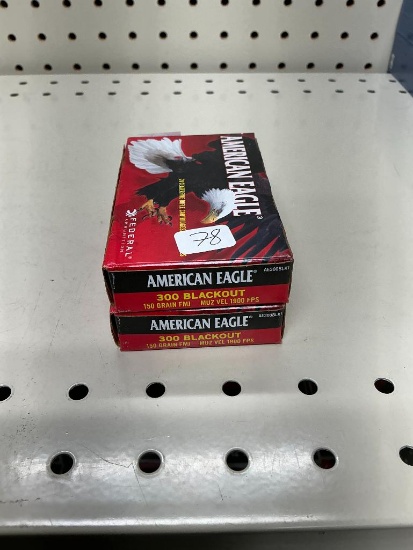 AMERICAN EAGLE®
FEDERAL
78
AMERICAN EAGLE®
300 BLACKOUT
150 GRAIN FMJ MUZ VEL 1900 FPS
AMERICAN EAGLE®
300 BLACKOUT
150 GRAIN FMJ MUZ VEL 1900 FPS